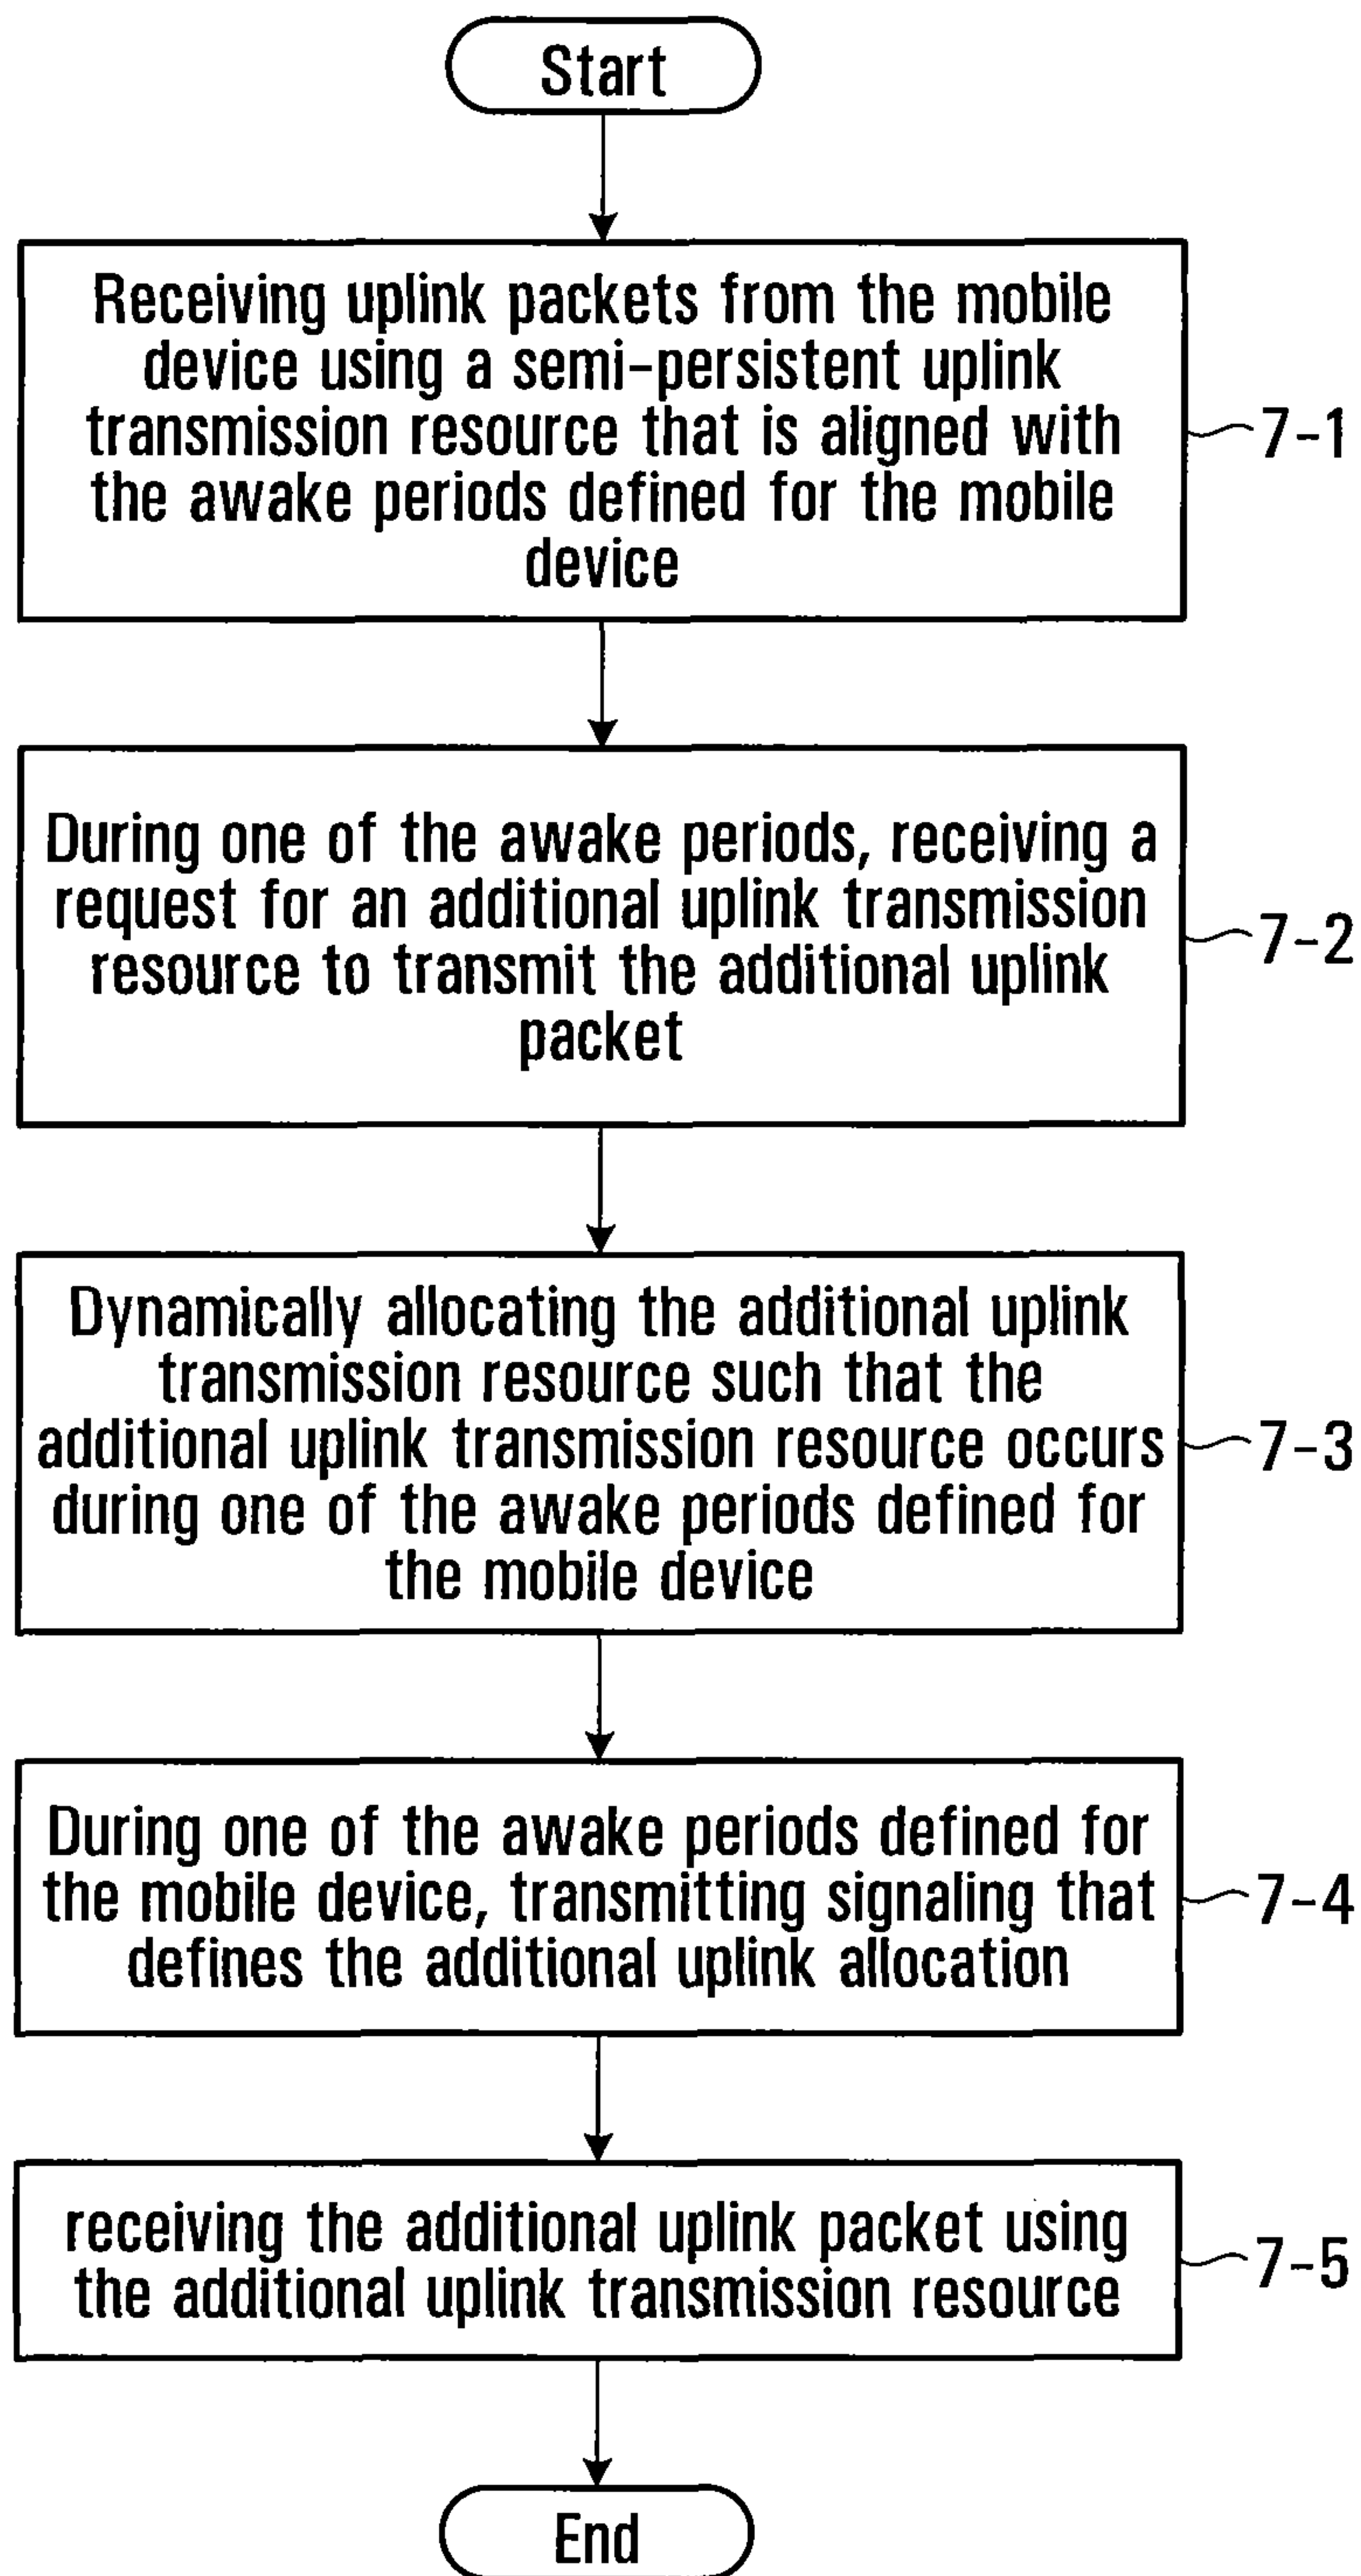 Start
Receiving uplink packets from the mobile
device using a semi-persistent uplink
transmission resource that is aligned with
the awake periods defined for the mobile
device
7-1
During one of the awake periods, receiving a
request for an additional uplink transmission
resource to transmit the additional uplink
packet
7-2
Dynamically allocating the additional uplink
transmission resource such that the
additional uplink transmission resource occurs
during one of the awake periods defined for
the mobile device
7-3
During one of the awake periods defined for
the mobile device, transmitting signaling that
defines the additional uplink allocation
7-4
receiving the additional uplink packet using
the additional uplink transmission resource
7-5
End